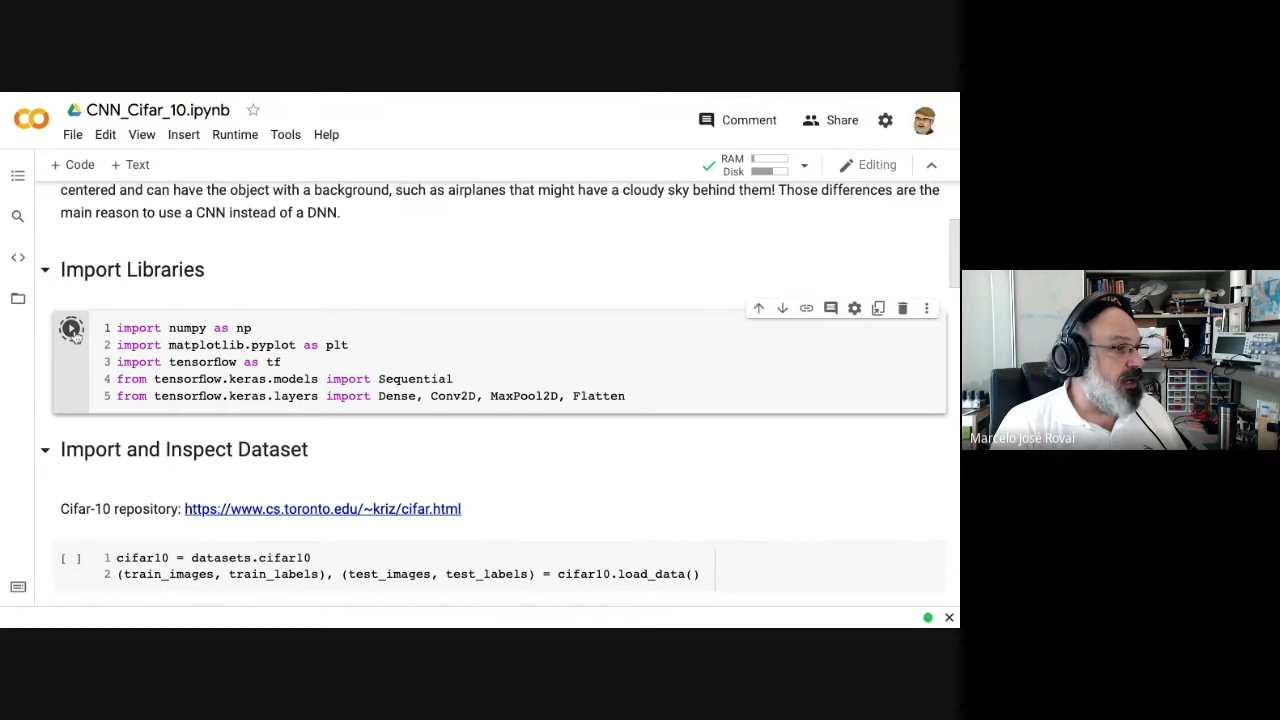 CNN_Cifar_10.ipynb
File Edit View Insert Runtime Tools Help
Comment Share
+ Code + Text
RAM
Disk
Editing
centered and can have the object with a background, such as airplanes that might have a cloudy sky behind them! Those differences are the
main reason to use a CNN instead of a DNN.
Import Libraries
1 import numpy as np
2 import matplotlib.pyplot as plt
3 import tensorflow as tf
4 from tensorflow.keras.models import Sequential
5 from tensorflow.keras.layers import Dense, Conv2D, MaxPool2D, Flatten
Import and Inspect Dataset
Cifar-10 repository: https://www.cs.toronto.edu/~kriz/cifar.html
[ ] 1 cifar10 = datasets.cifar10
2 (train_images, train_labels), (test_images, test_labels) = cifar10.load_data()
Marcelo José Rovai